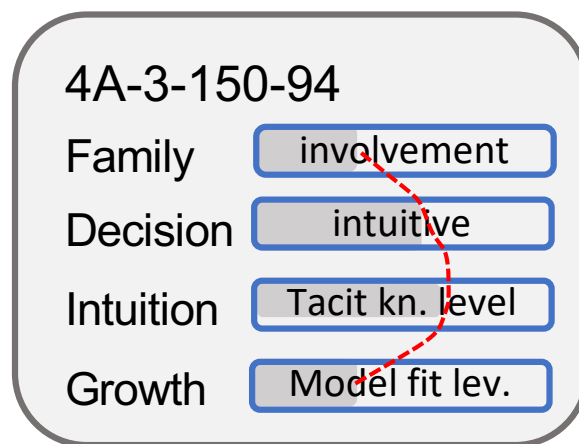 4A-3-150-94
Family involvement
Decision intuitive
Intuition Tacit kn. level
Growth Model fit lev.